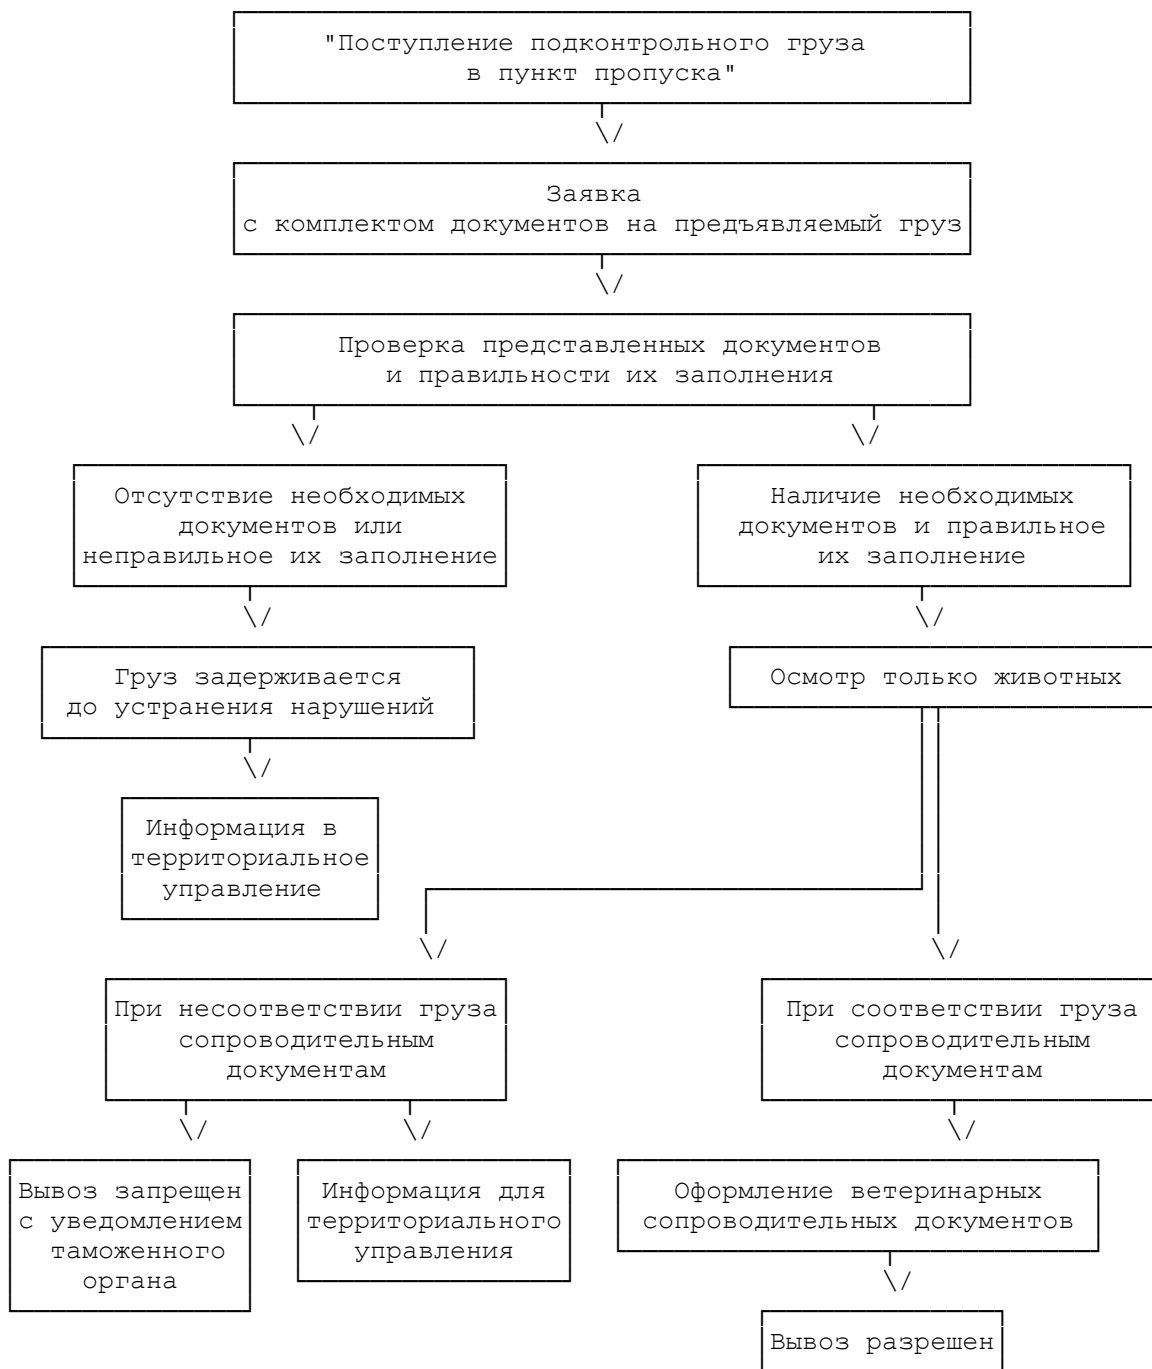 "Поступление подконтрольного груза
в пункт пропуска"
Заявка
с комплектом документов на предъявляемый груз
Проверка представленных документов
и правильности их заполнения
Отсутствие необходимых
документов или
неправильное их заполнение
Наличие необходимых
документов и правильное
их заполнение
Груз задерживается
до устранения нарушений
Осмотр только животных
Информация в
территориальное
управление
При несоответствии груза
сопроводительным
документам
При соответствии груза
сопроводительным
документам
Вывоз запрещен
с уведомлением
таможенного
органа
Информация для
территориального
управления
Оформление ветеринарных
сопроводительных документов
Вывоз разрешен